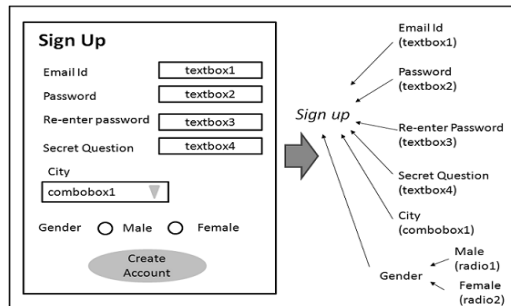 Sign Up
Email Id
textbox1
Password
textbox2
Re-enter password
textbox3
Secret Question
textbox4
City
combobox1
Gender Male Female
Create
Account
Sign up
Email Id
(textbox1)
Password
(textbox2)
Re-enter Password
(textbox3)
Secret Question
(textbox4)
City
(combobox1)
Gender
Male
(radio1)
Female
(radio2)